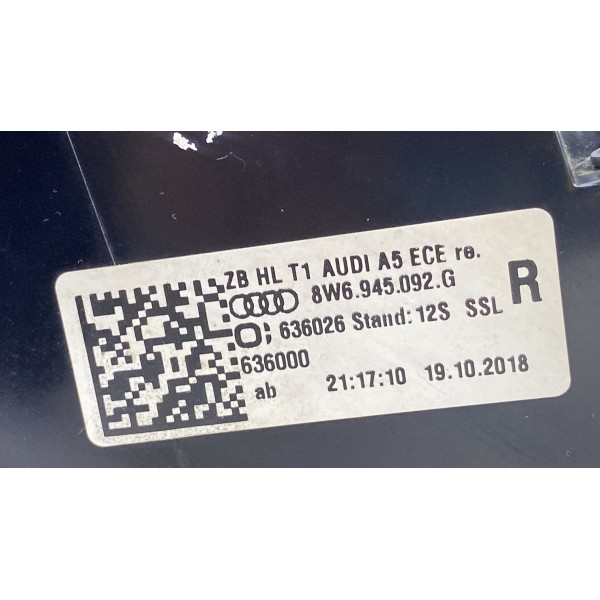 ZB HL T1 AUDI A5 ECE re.
8W6.945.092.G R
636026 Stand: 12S SSL
636000
ab 21:17:10 19.10.2018